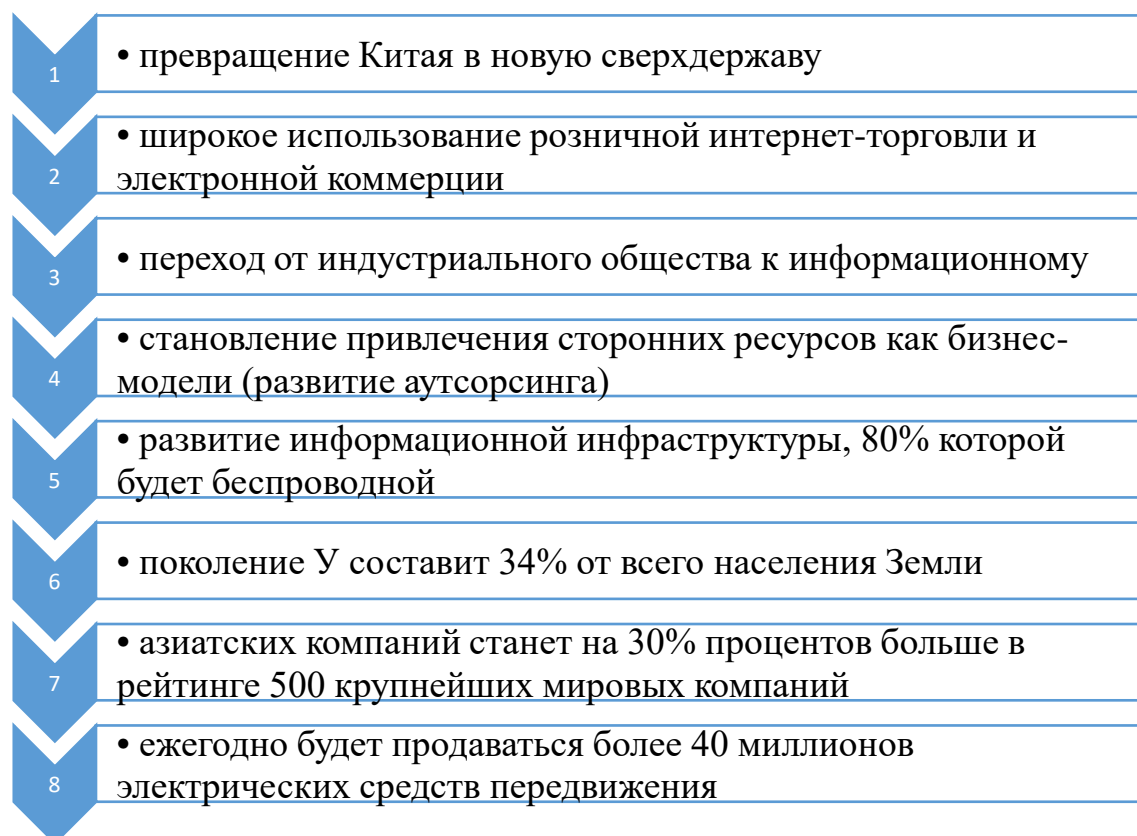 1
• превращение Китая в новую сверхдержаву
2
• широкое использование розничной интернет-торговли и
электронной коммерции
3
• переход от индустриального общества к информационному
4
• становление привлечения сторонних ресурсов как бизнес-
модели (развитие аутсорсинга)
5
• развитие информационной инфраструктуры, 80% которой
будет беспроводной
6
• поколение У составит 34% от всего населения Земли
7
• азиатских компаний станет на 30% процентов больше в
рейтинге 500 крупнейших мировых компаний
8
• ежегодно будет продаваться более 40 миллионов
электрических средств передвижения